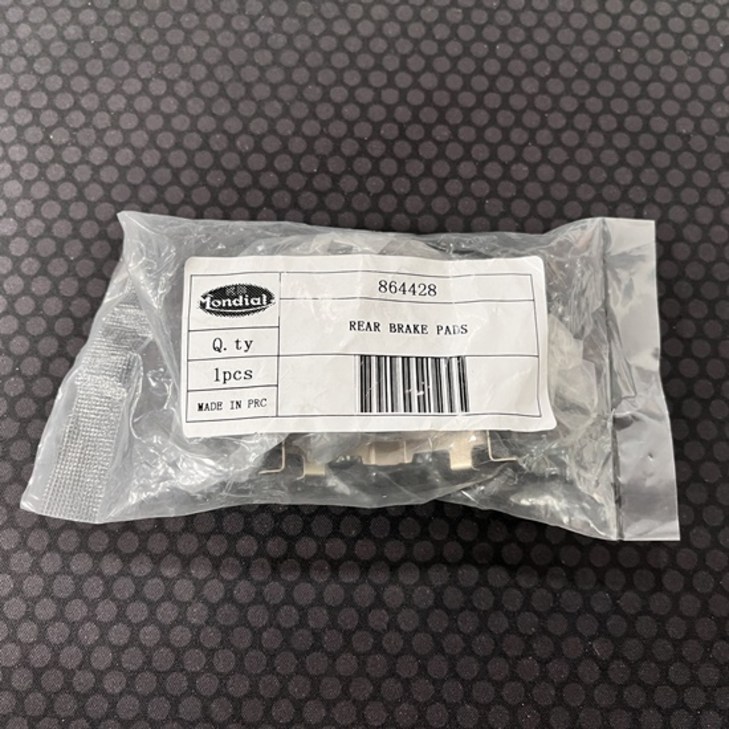 Mondial
864428
REAR BRAKE PADS
Q.ty
1pcs
MADE IN PRC